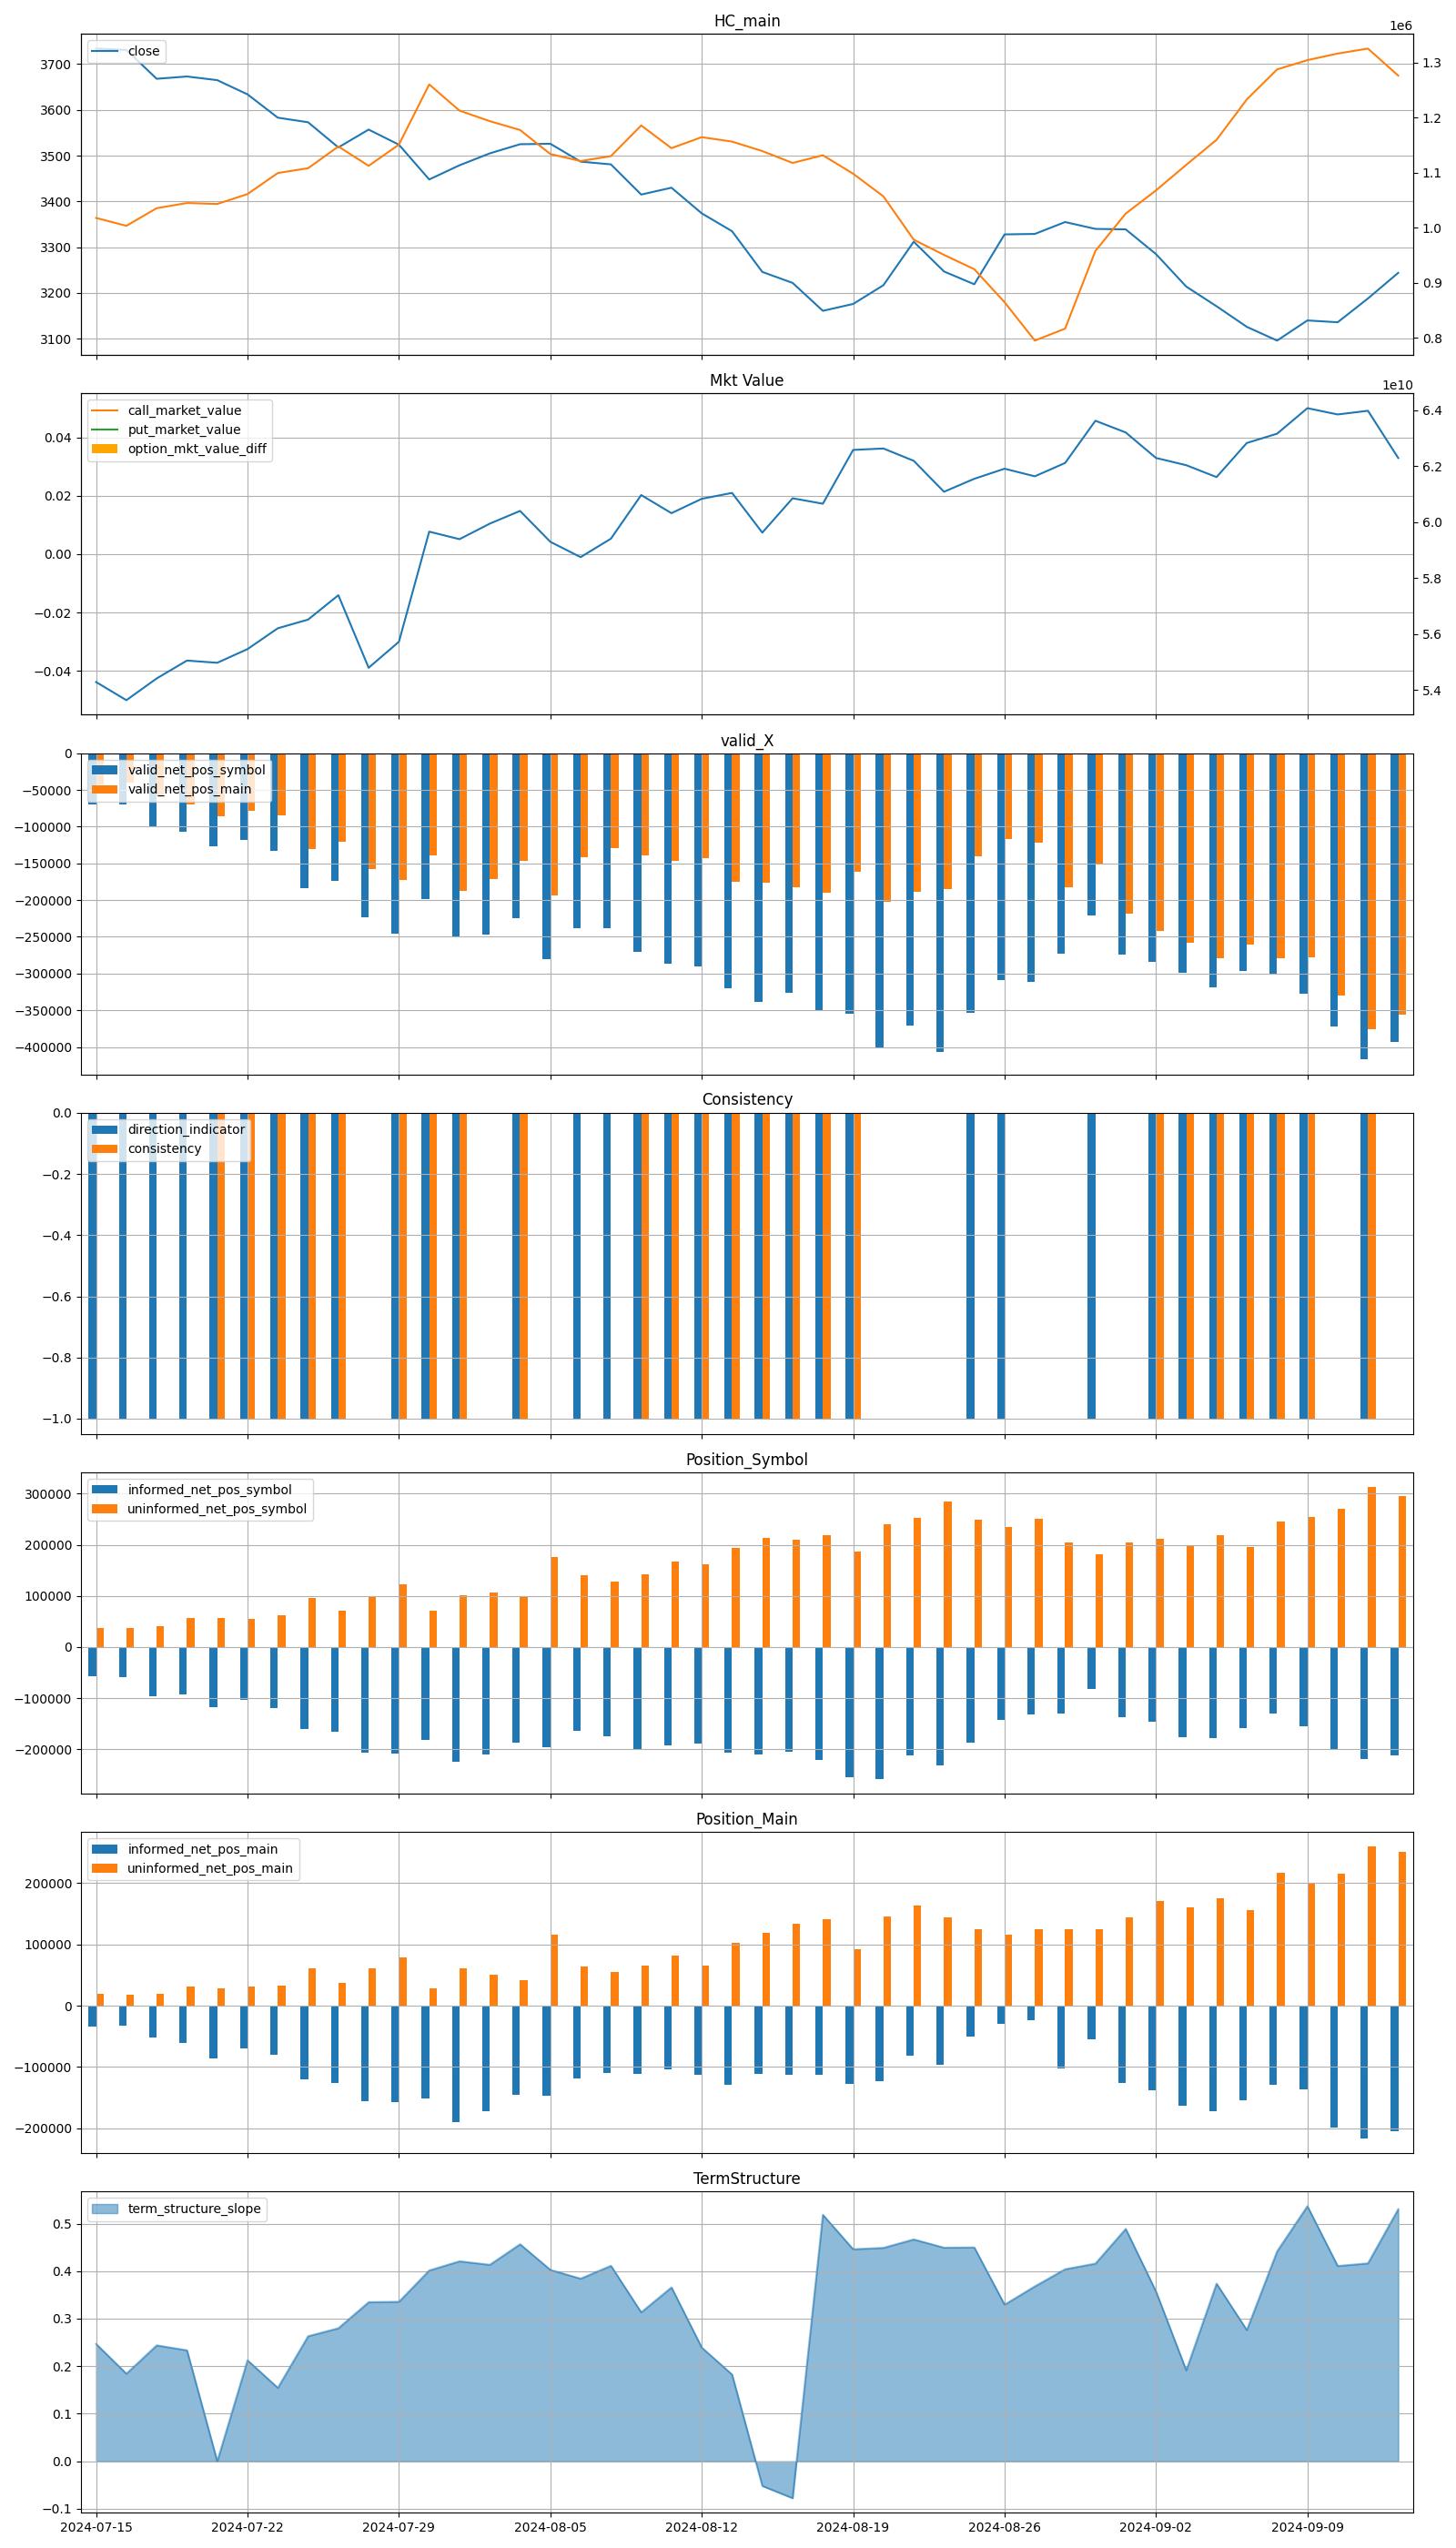 HC_main
1e6
close
3700
3600
3500
3400
3300
3200
3100
1.3
1.2
1.1
1.0
0.9
0.8
Mkt Value
1e10
call_market_value
put_market_value
option_mkt_value_diff
0.04
0.02
0.00
−0.02
−0.04
6.4
6.2
6.0
5.8
5.6
5.4
valid_X
valid_net_pos_symbol
valid_net_pos_main
0
−50000
−100000
−150000
−200000
−250000
−300000
−350000
−400000
Consistency
direction_indicator
consistency
0.0
−0.2
−0.4
−0.6
−0.8
−1.0
Position_Symbol
informed_net_pos_symbol
uninformed_net_pos_symbol
300000
200000
100000
0
−100000
−200000
Position_Main
informed_net_pos_main
uninformed_net_pos_main
200000
100000
0
−100000
−200000
TermStructure
term_structure_slope
0.5
0.4
0.3
0.2
0.1
0.0
−0.1
2024-07-15 2024-07-22 2024-07-29 2024-08-05 2024-08-12 2024-08-19 2024-08-26 2024-09-02 2024-09-09